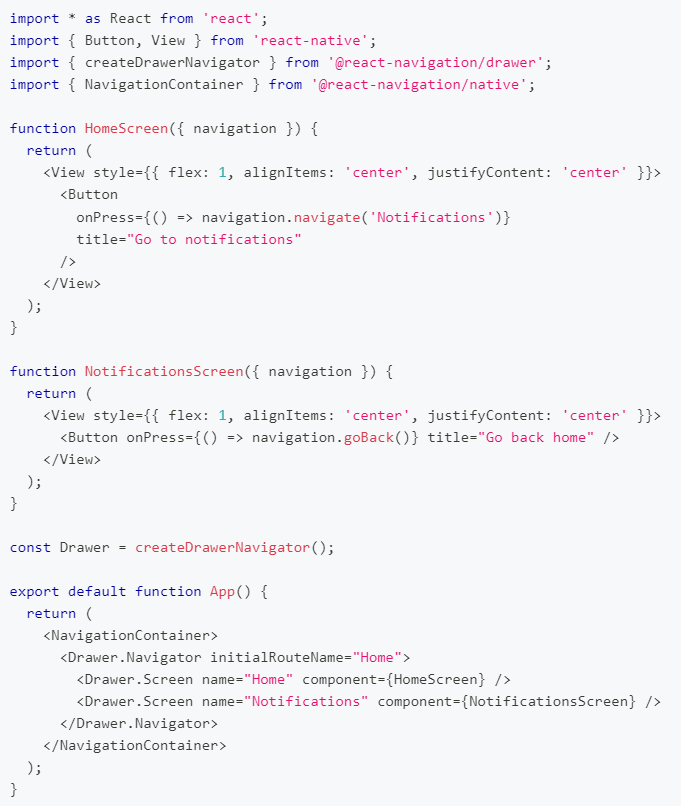 import * as React from 'react';
import { Button, View } from 'react-native';
import { createDrawerNavigator } from '@react-navigation/drawer';
import { NavigationContainer } from '@react-navigation/native';

function HomeScreen({ navigation }) {
  return (
    <View style={{ flex: 1, alignItems: 'center', justifyContent: 'center' }}>
      <Button
        onPress={() => navigation.navigate('Notifications')}
        title="Go to notifications"
      />
    </View>
  );
}

function NotificationsScreen({ navigation }) {
  return (
    <View style={{ flex: 1, alignItems: 'center', justifyContent: 'center' }}>
      <Button onPress={() => navigation.goBack()} title="Go back home" />
    </View>
  );
}

const Drawer = createDrawerNavigator();

export default function App() {
  return (
    <NavigationContainer>
      <Drawer.Navigator initialRouteName="Home">
        <Drawer.Screen name="Home" component={HomeScreen} />
        <Drawer.Screen name="Notifications" component={NotificationsScreen} />
      </Drawer.Navigator>
    </NavigationContainer>
  );
}